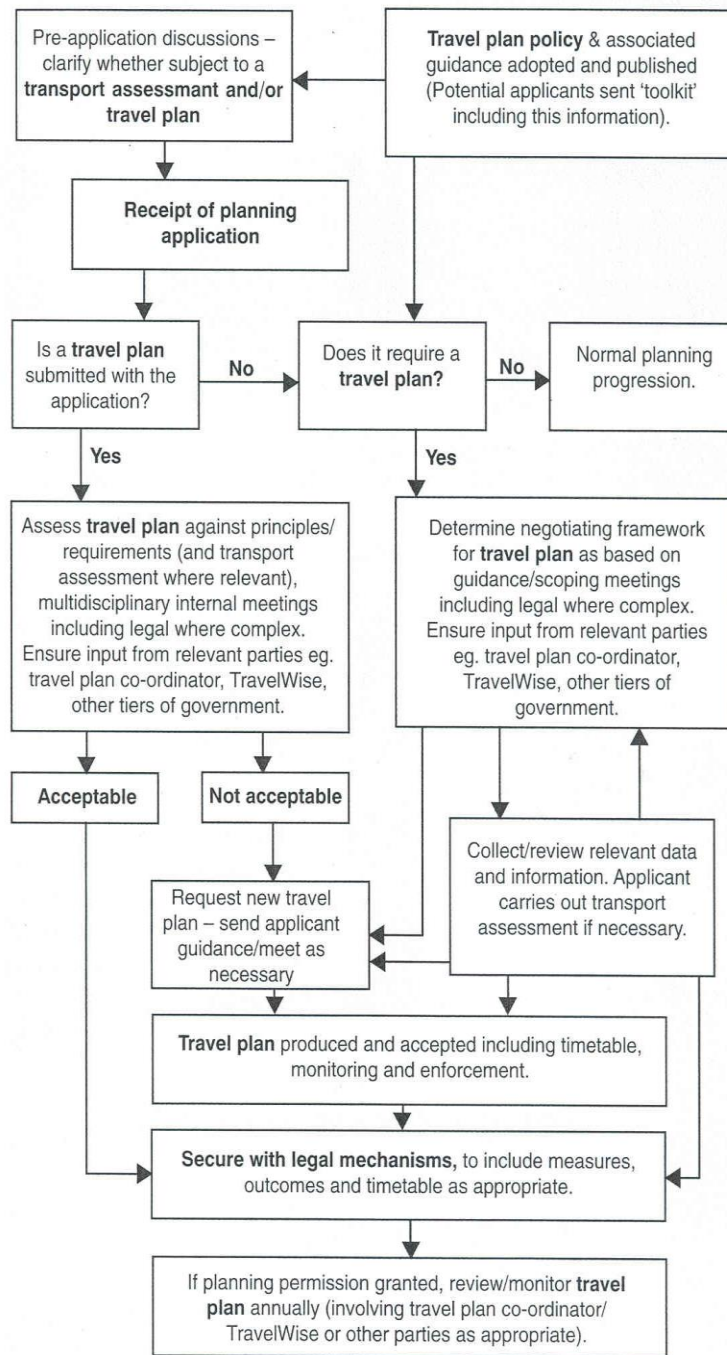 Pre-application discussions –
clarify whether subject to a
transport assessmant and/or
travel plan
Travel plan policy & associated
guidance adopted and published
(Potential applicants sent ‘toolkit’
including this information).
Receipt of planning
application
Is a travel plan
submitted with the
application?
No
Does it require a
travel plan?
No
Normal planning
progression.
Yes
Yes
Assess travel plan against principles/
requirements (and transport
assessment where relevant),
multidisciplinary internal meetings
including legal where complex.
Ensure input from relevant parties eg.
travel plan co-ordinator, TravelWise,
other tiers of government.
Determine negotiating framework
for travel plan as based on
guidance/scoping meetings
including legal where complex.
Ensure input from relevant parties
eg. travel plan co-ordinator,
TravelWise, other tiers of
government.
Acceptable
Not acceptable
Collect/review relevant data
and information. Applicant
carries out transport
assessment if necessary.
Request new travel
plan – send applicant
guidance/meet as
necessary
Travel plan produced and accepted including timetable,
monitoring and enforcement.
Secure with legal mechanisms, to include measures,
outcomes and timetable as appropriate.
If planning permission granted, review/monitor travel
plan annually (involving travel plan co-ordinator/
TravelWise or other parties as appropriate).